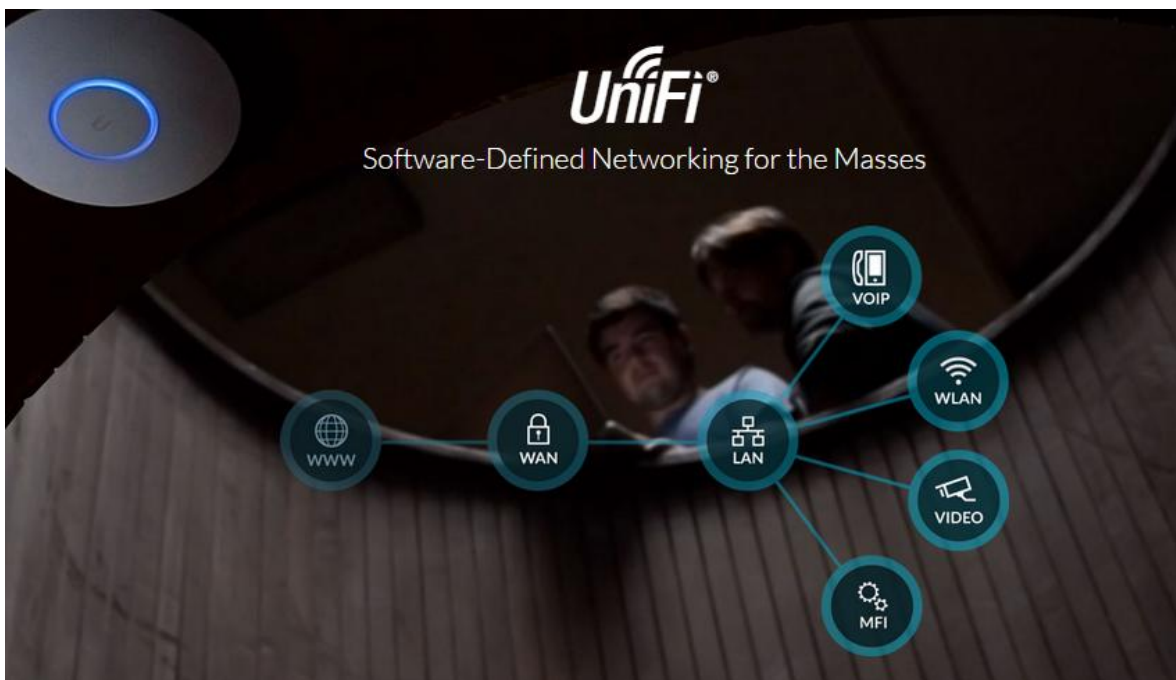 UniFi®
Software-Defined Networking for the Masses
VOIP
WLAN
WWW
WAN
LAN
VIDEO
MFI